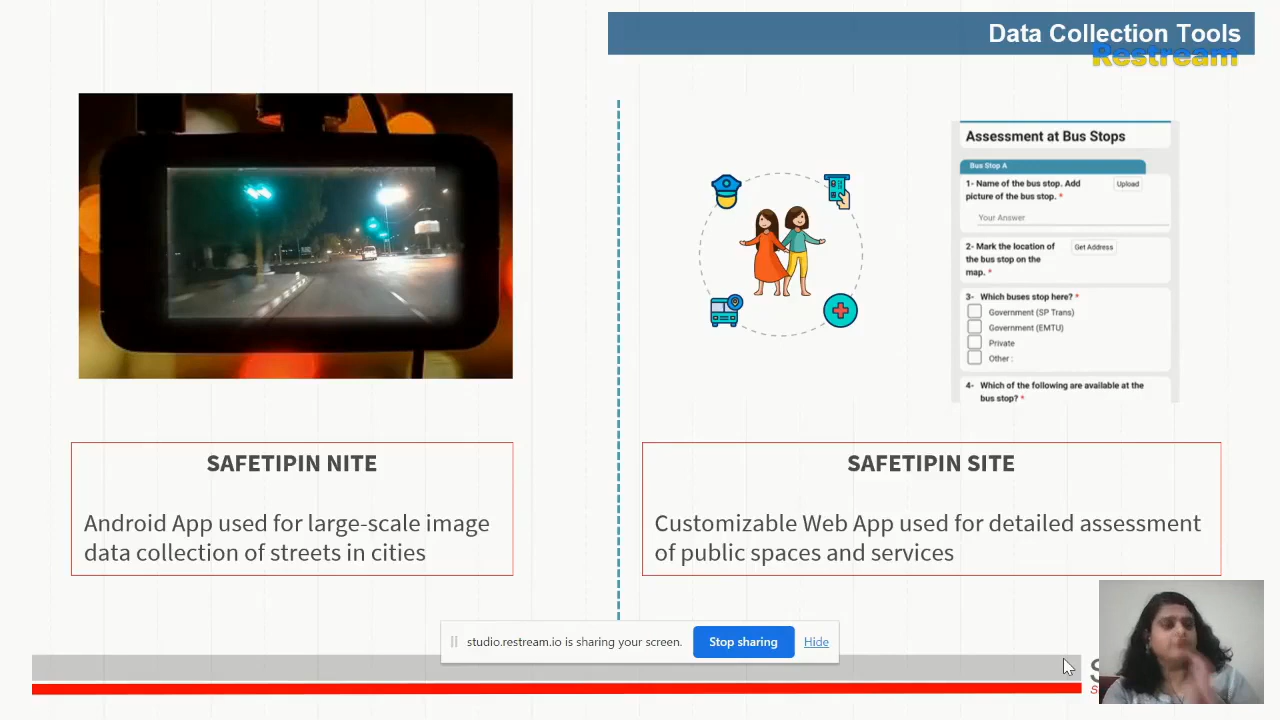 Data Collection Tools
Restream
Assessment at Bus Stops
Bus Stop A
1- Name of the bus stop. Add
picture of the bus stop. *
Upload
Your Answer
2- Mark the location of
the bus stop on the
map. *
Get Address
3- Which buses stop here? *
Government (SP Trans)
Government (EMTU)
Private
Other :
4- Which of the following are available at the
bus stop? *
SAFETIPIN NITE
Android App used for large-scale image
data collection of streets in cities
SAFETIPIN SITE
Customizable Web App used for detailed assessment
of public spaces and services
studio.restream.io is sharing your screen.
Stop sharing
Hide